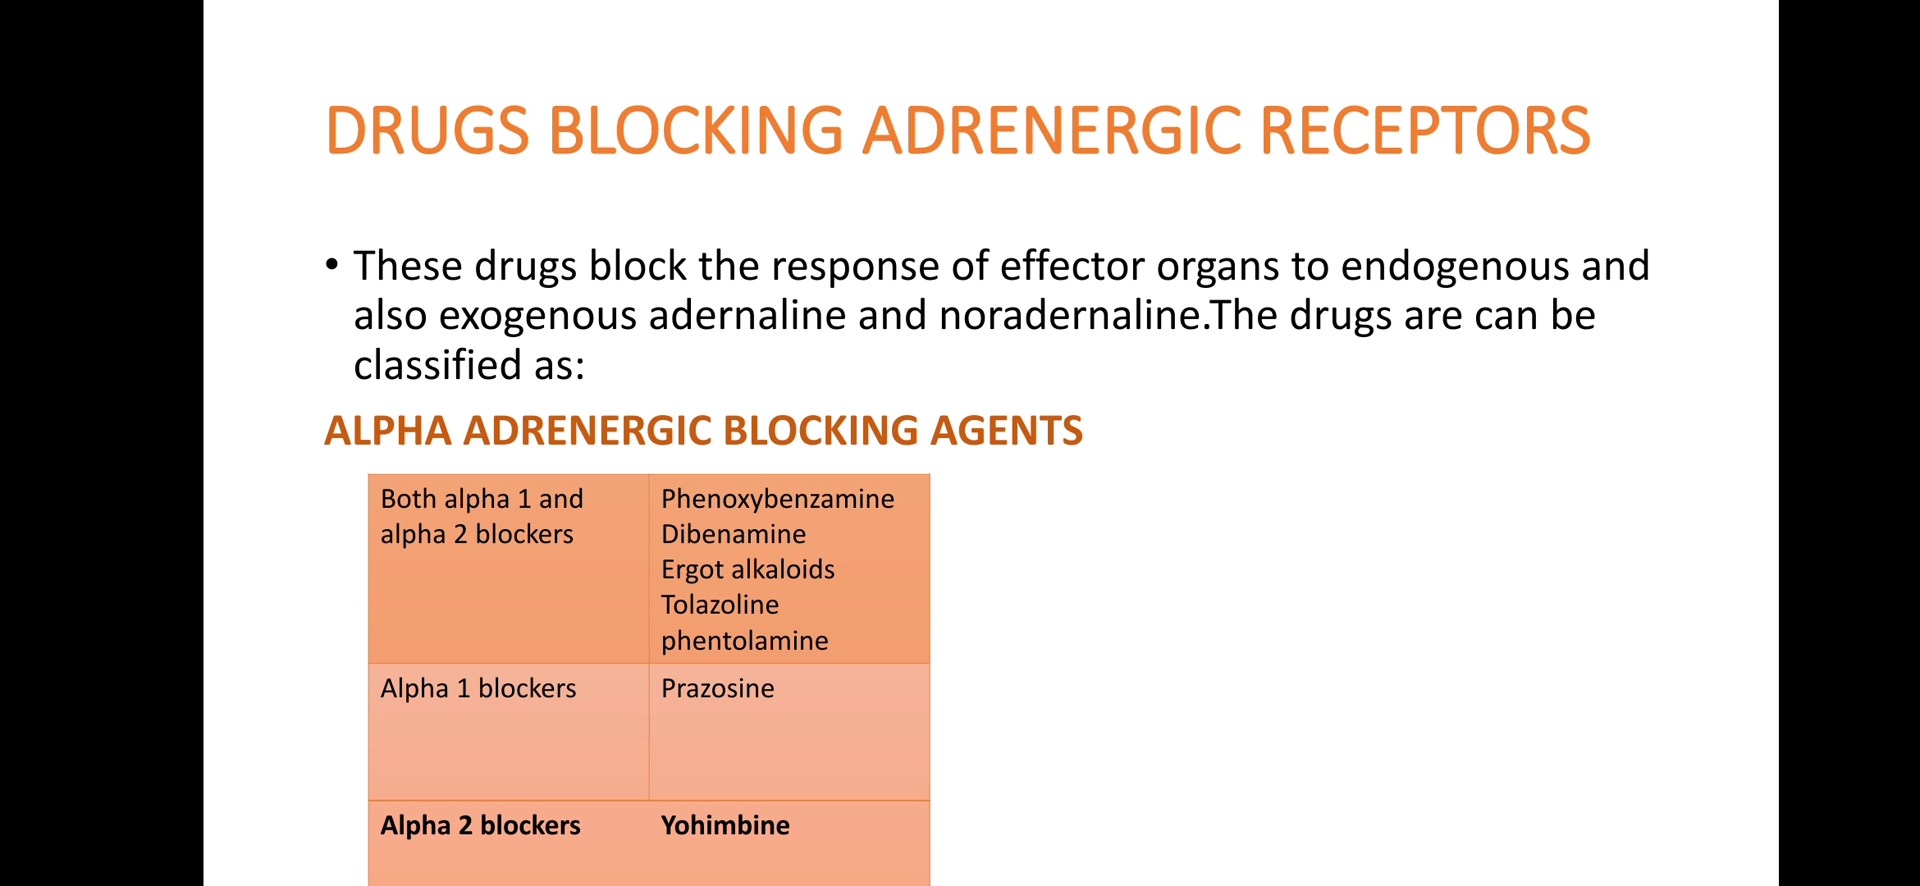 DRUGS BLOCKING ADRENERGIC RECEPTORS
• These drugs block the response of effector organs to endogenous and
also exogenous adernaline and noradernaline.The drugs are can be
classified as:
ALPHA ADRENERGIC BLOCKING AGENTS
Both alpha 1 and
alpha 2 blockers
Phenoxybenzamine
Dibenamine
Ergot alkaloids
Tolazoline
phentolamine
Alpha 1 blockers
Prazosine
Alpha 2 blockers
Yohimbine